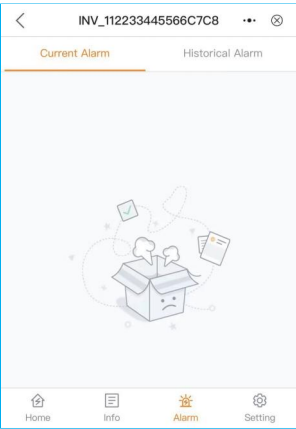 INV_112233445566C7C8
Current Alarm
Historical Alarm
Home
Info
Alarm
Setting